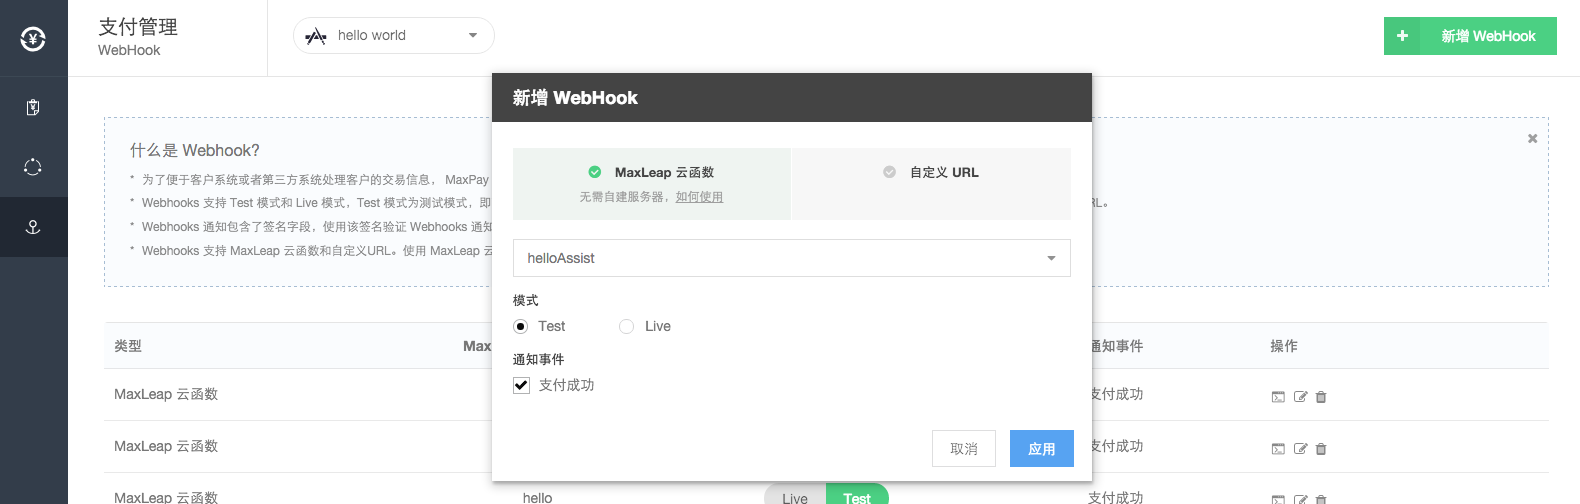 支付管理
WebHook
hello world
+ 新增 WebHook
新增 WebHook
什么是 Webhook?
* 为了便于客户系统或者第三方系统处理客户的交易信息， MaxPay
* Webhooks 支持 Test 模式和 Live 模式，Test 模式为测试模式，即
RL。
* Webhooks 通知包含了签名字段，使用该签名验证 Webhooks 通知
* Webhooks 支持 MaxLeap 云函数和自定义URL。使用 MaxLeap 云
MaxLeap 云函数
无需自建服务器，如何使用
自定义 URL
helloAssist
模式
Test Live
通知事件
支付成功
取消 应用
类型 Max 通知事件 操作
MaxLeap 云函数 支付成功
MaxLeap 云函数 支付成功
MaxLeap 云函数 hello Live Test 支付成功